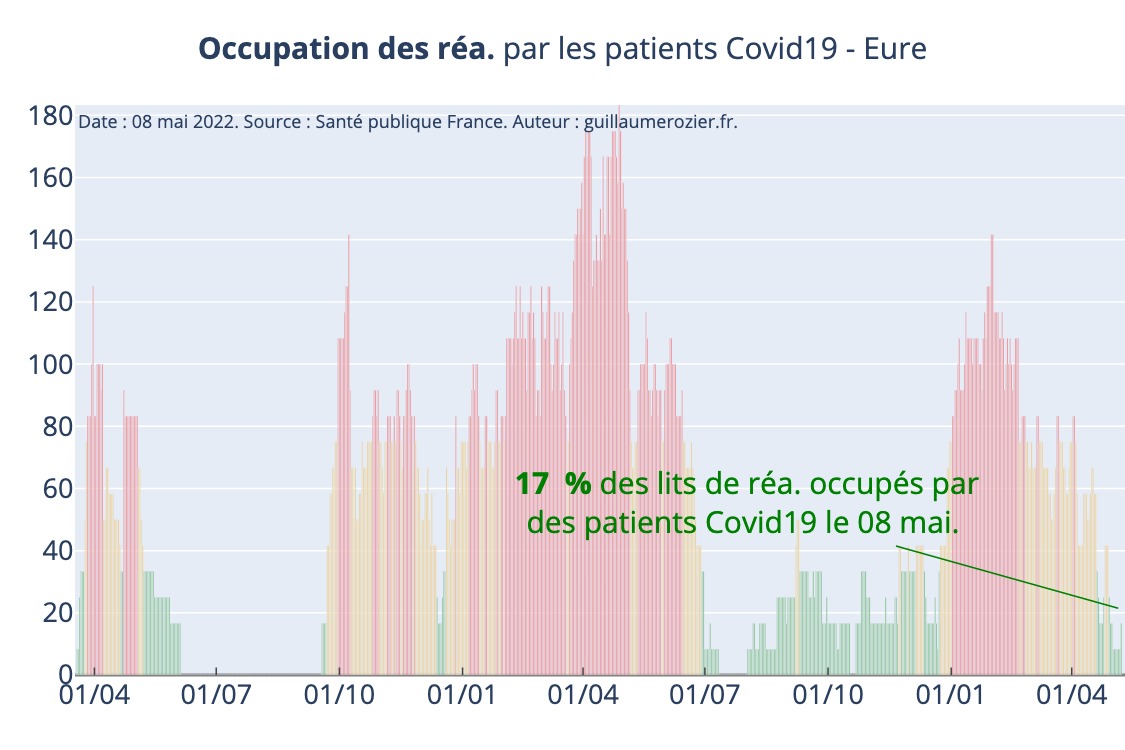 Occupation des réa. par les patients Covid19 - Eure
180
Date : 08 mai 2022. Source : Santé publique France. Auteur : guillaumerozier.fr.
160
140
120
100
80
60
17 % des lits de réa. occupés par
des patients Covid19 le 08 mai.
40
20
0
01/04 01/07 01/10 01/01 01/04 01/07 01/10 01/01 01/04